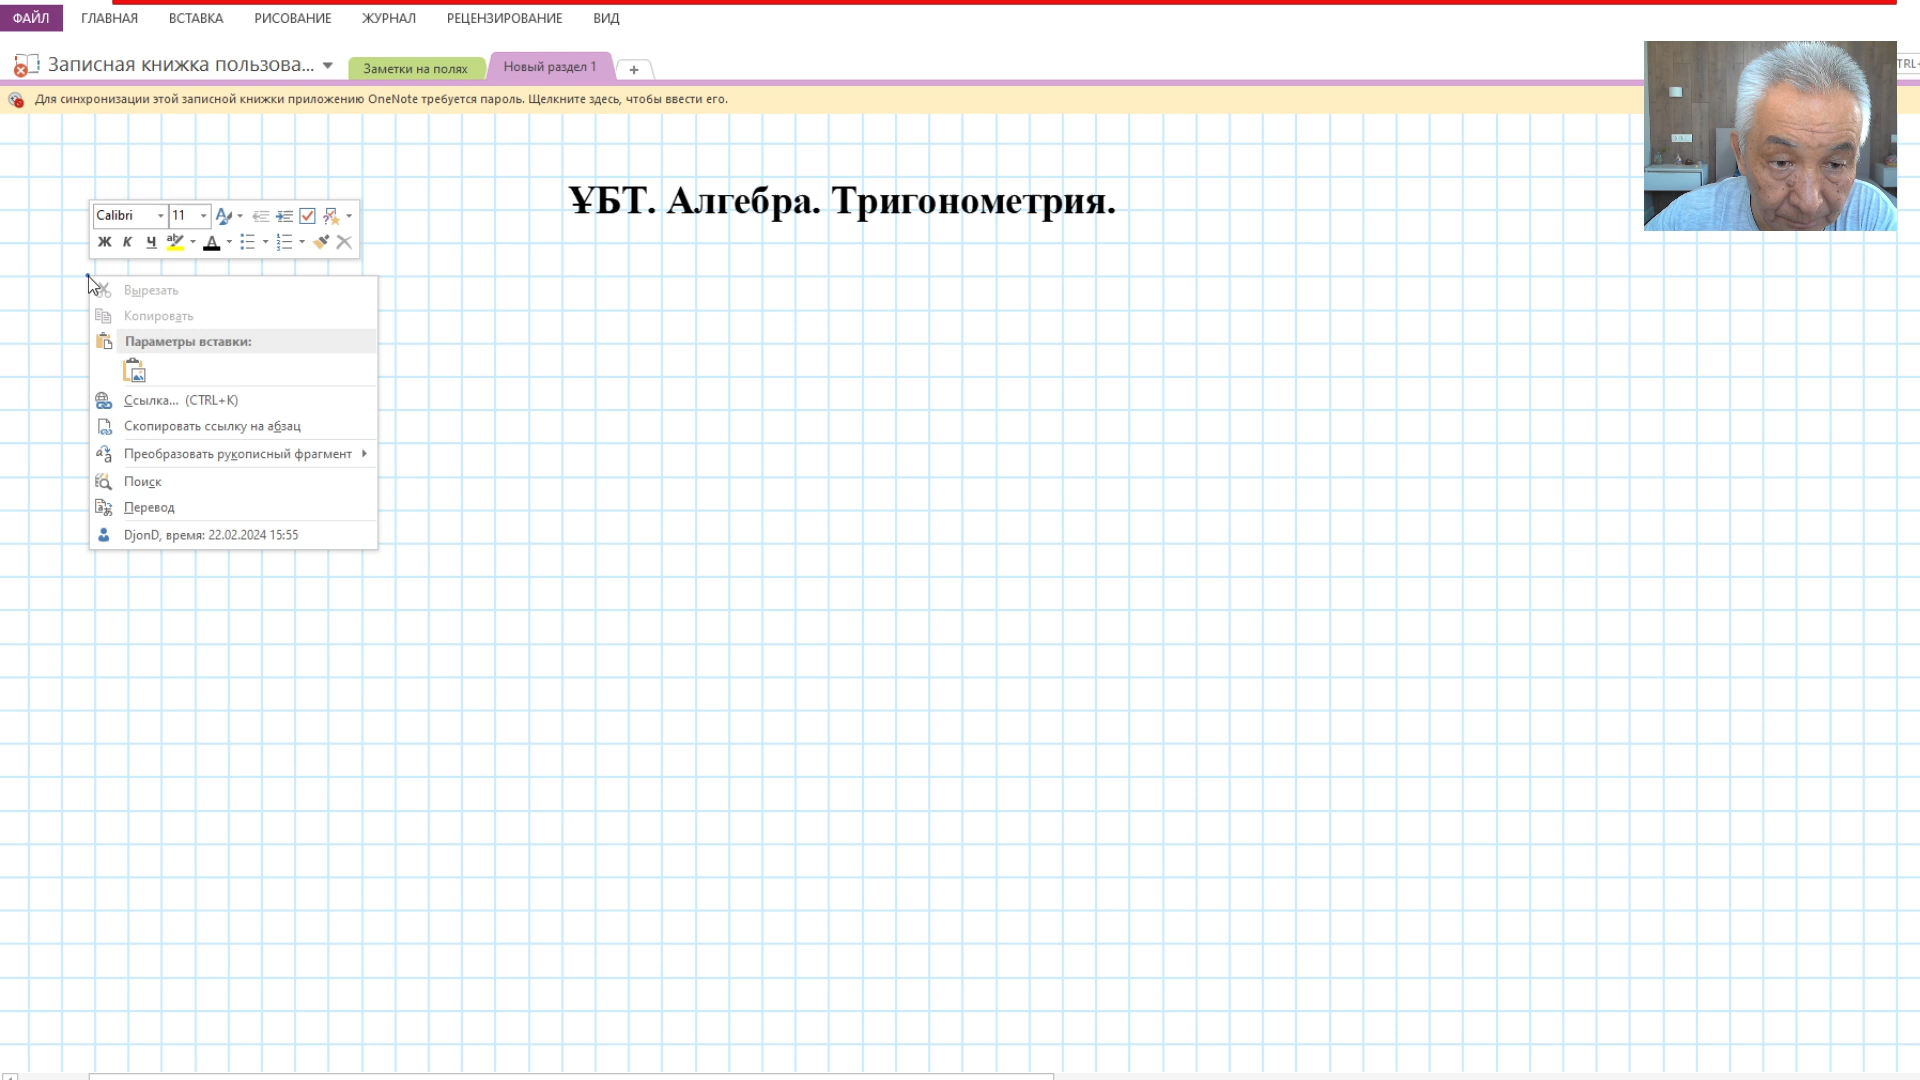 ФАЙЛ ГЛАВНАЯ ВСТАВКА РИСОВАНИЕ ЖУРНАЛ РЕЦЕНЗИРОВАНИЕ ВИД
Записная книжка пользова... Заметки на полях Новый раздел 1 +
TRL+
Для синхронизации этой записной книжки приложению OneNote требуется пароль. Щелкните здесь, чтобы ввести его.
ҰБТ. Алгебра. Тригонометрия.
Calibri 11
Ж К Ч ab A
Вырезать
Копировать
Параметры вставки:
Ссылка... (CTRL+K)
Скопировать ссылку на абзац
Преобразовать рукописный фрагмент
Поиск
Перевод
DjonD, время: 22.02.2024 15:55